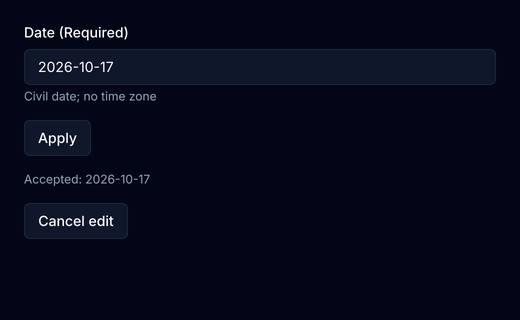 Date (Required)
2026-10-17
Civil date; no time zone
Apply
Accepted: 2026-10-17
Cancel edit